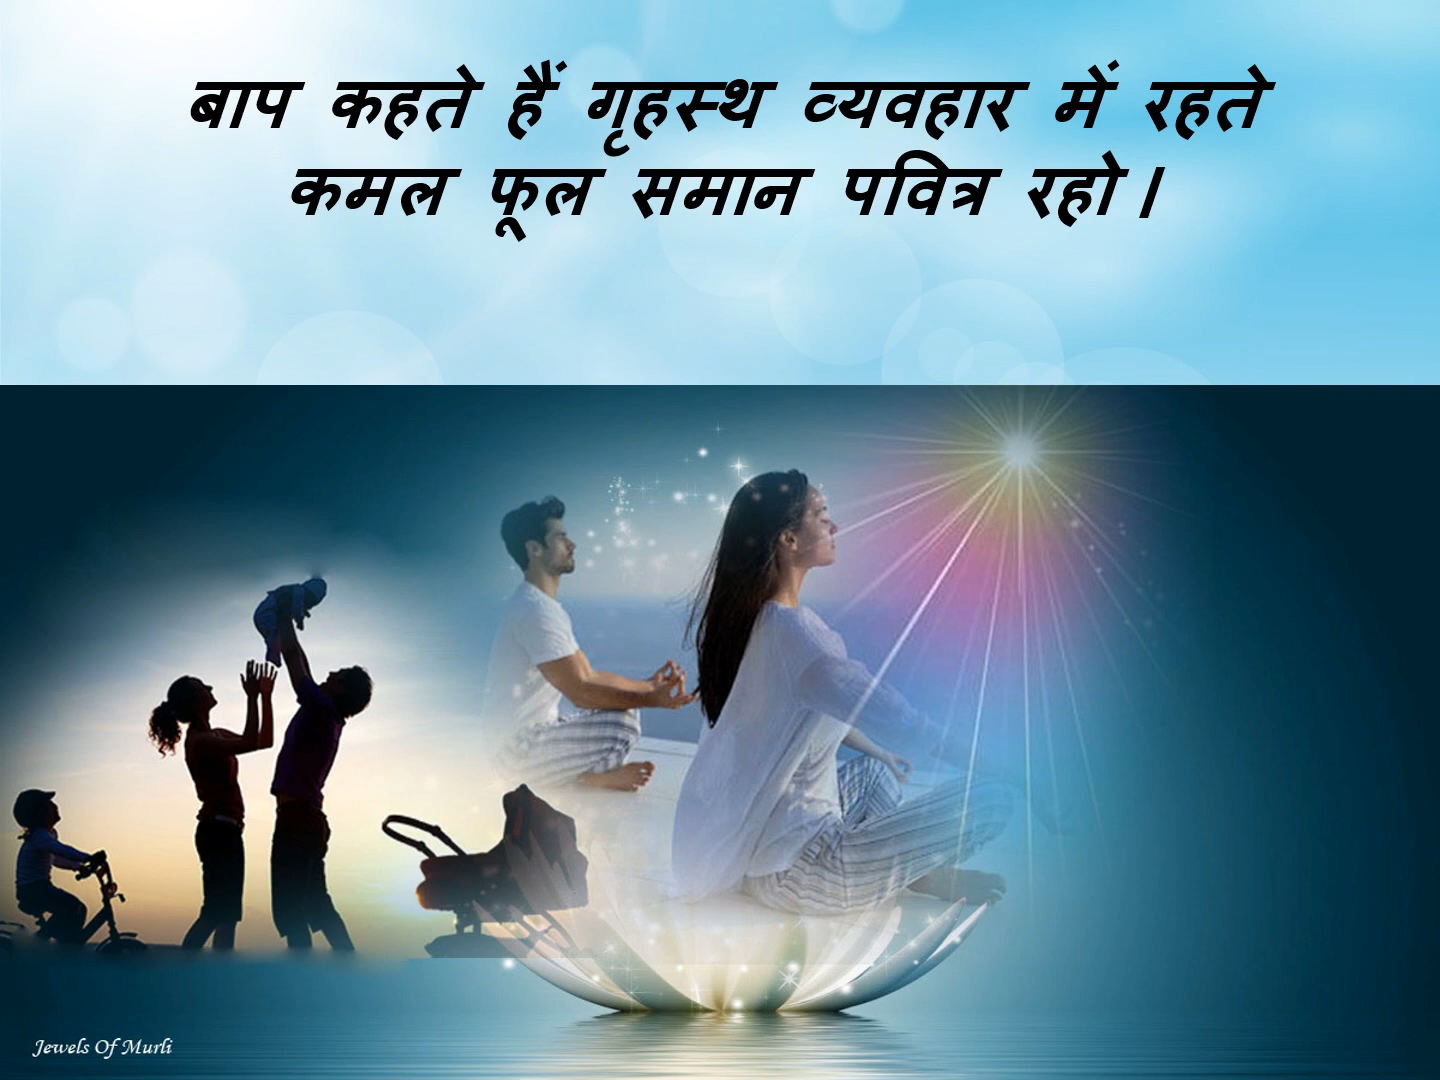 बाप कहते हैं गृहस्थ व्यवहार में रहते
कमल फूल समान पवित्र रहो।
Jewels Of Murli